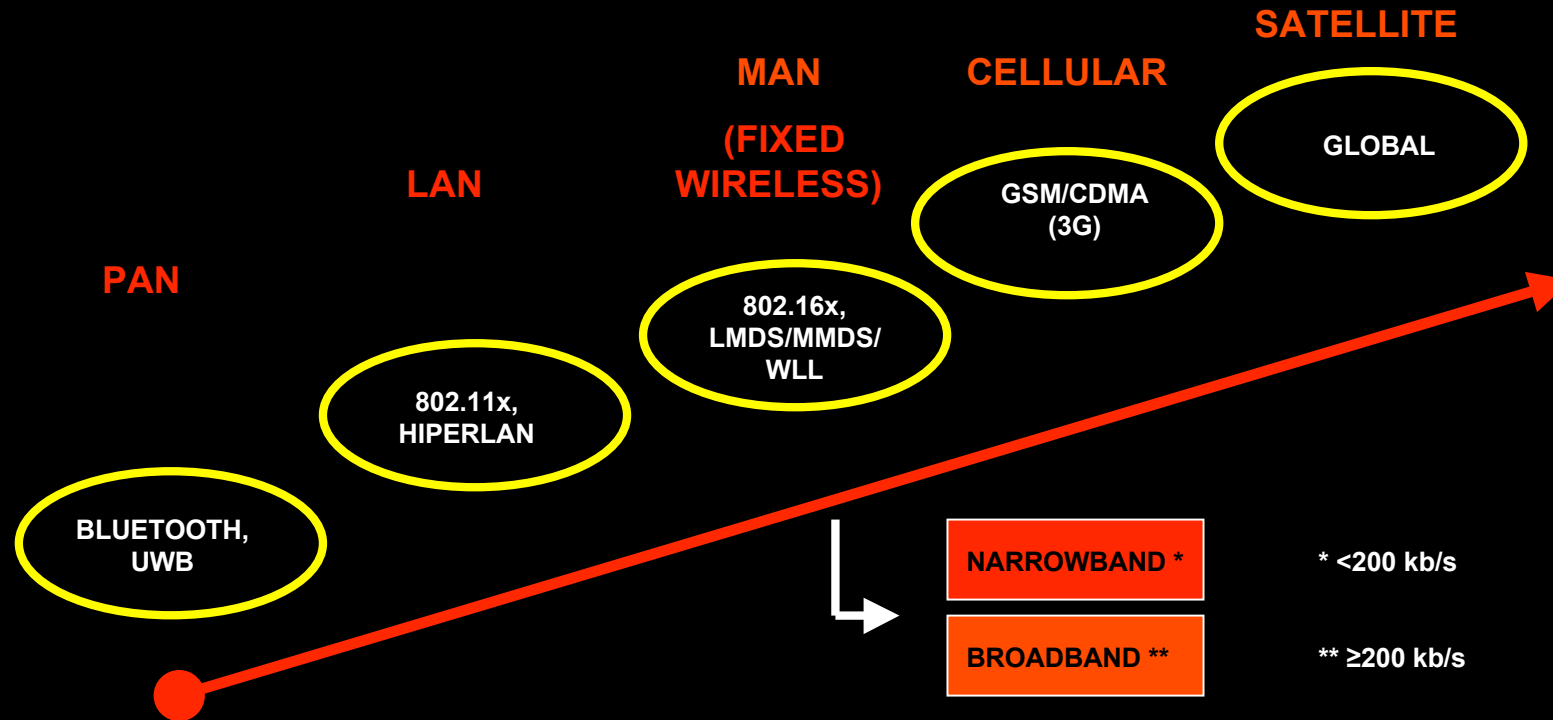 SATELLITE
MAN
CELLULAR
(FIXED
WIRELESS)
GLOBAL
LAN
GSM/CDMA
(3G)
PAN
802.16x,
LMDS/MMDS/
WLL
802.11x,
HIPERLAN
BLUETOOTH,
UWB
NARROWBAND *
* <200 kb/s
BROADBAND **
** ≥200 kb/s